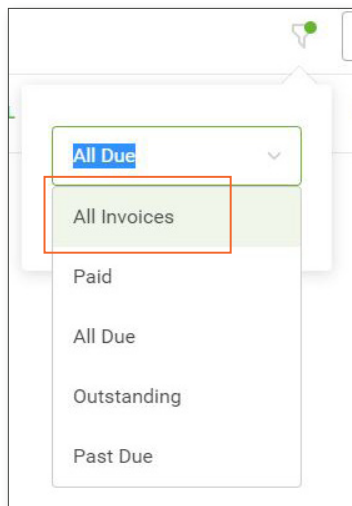 All Due
All Invoices
Paid
All Due
Outstanding
Past Due